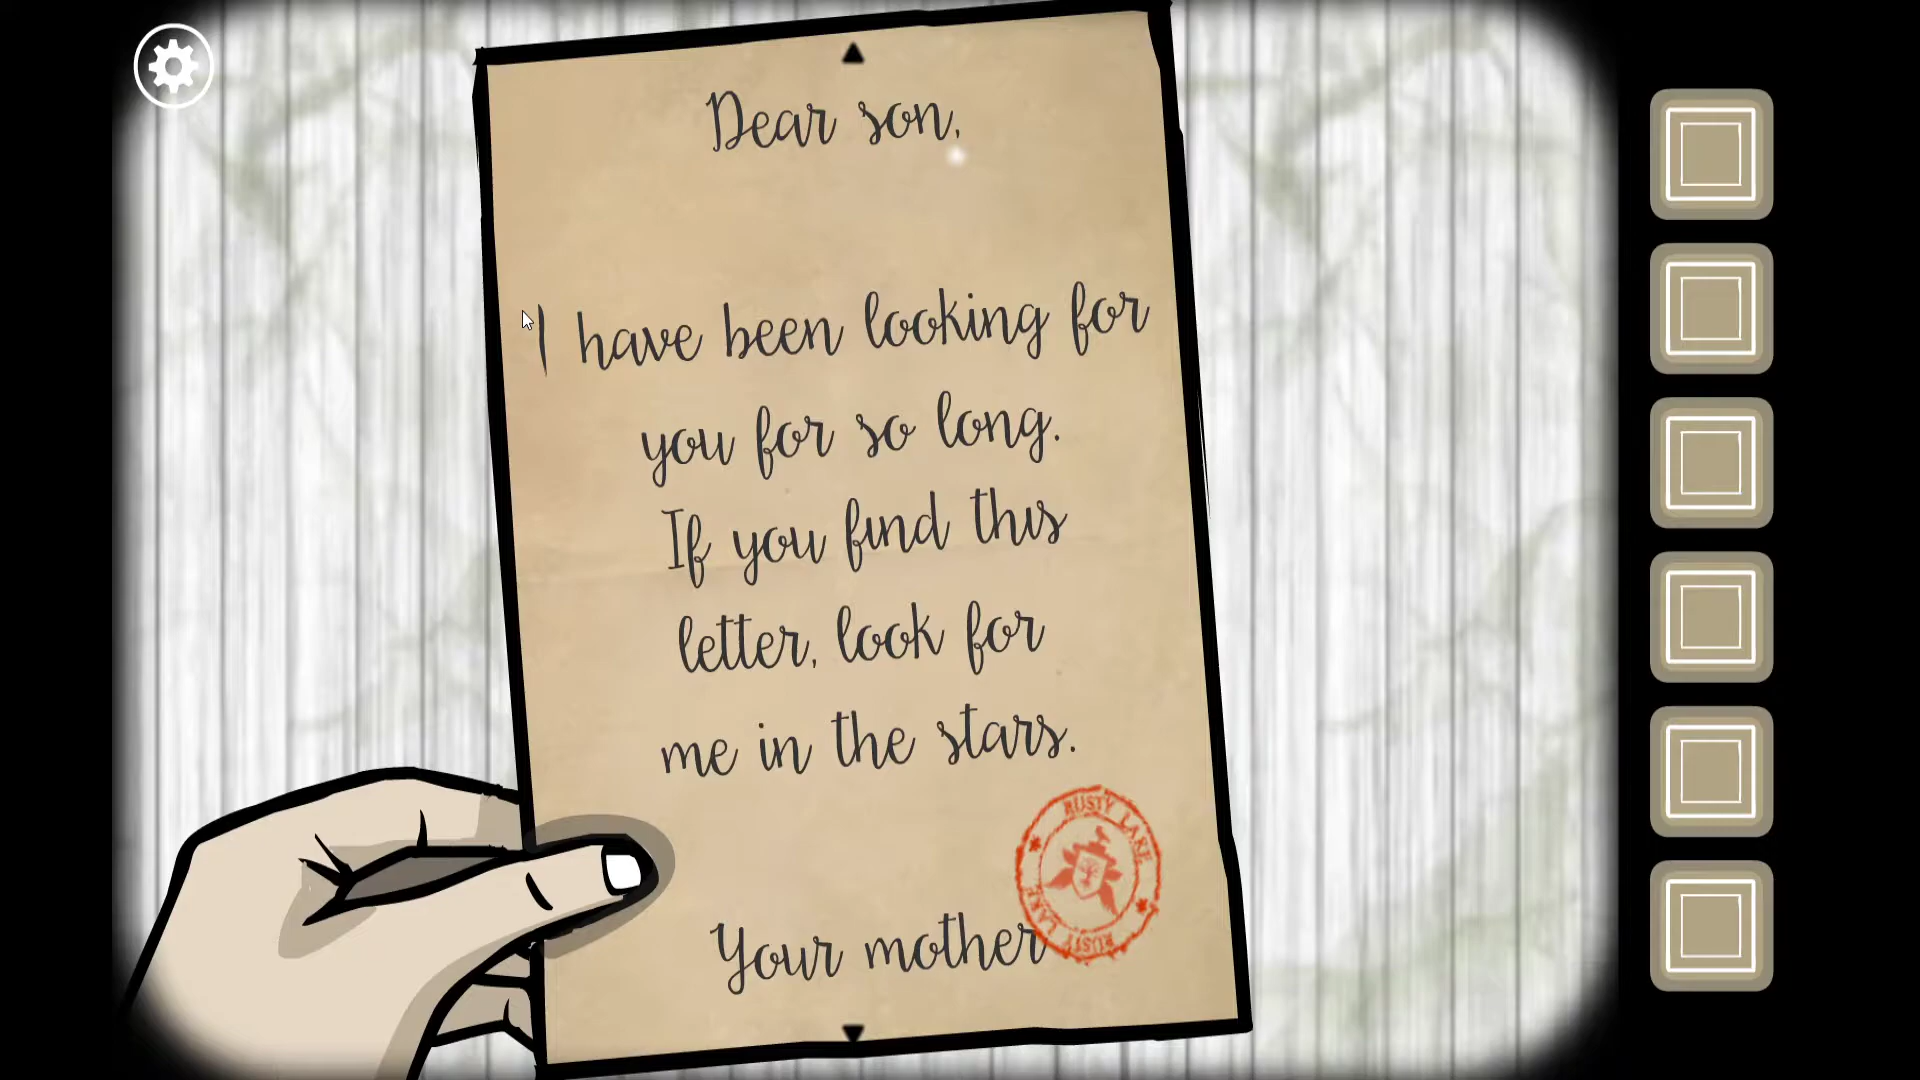 Dear son,
I have been looking for
you for so long.
If you find this
letter, look for
me in the stars.
RUSTY LAKE
RUSTY LAKE
Your mother